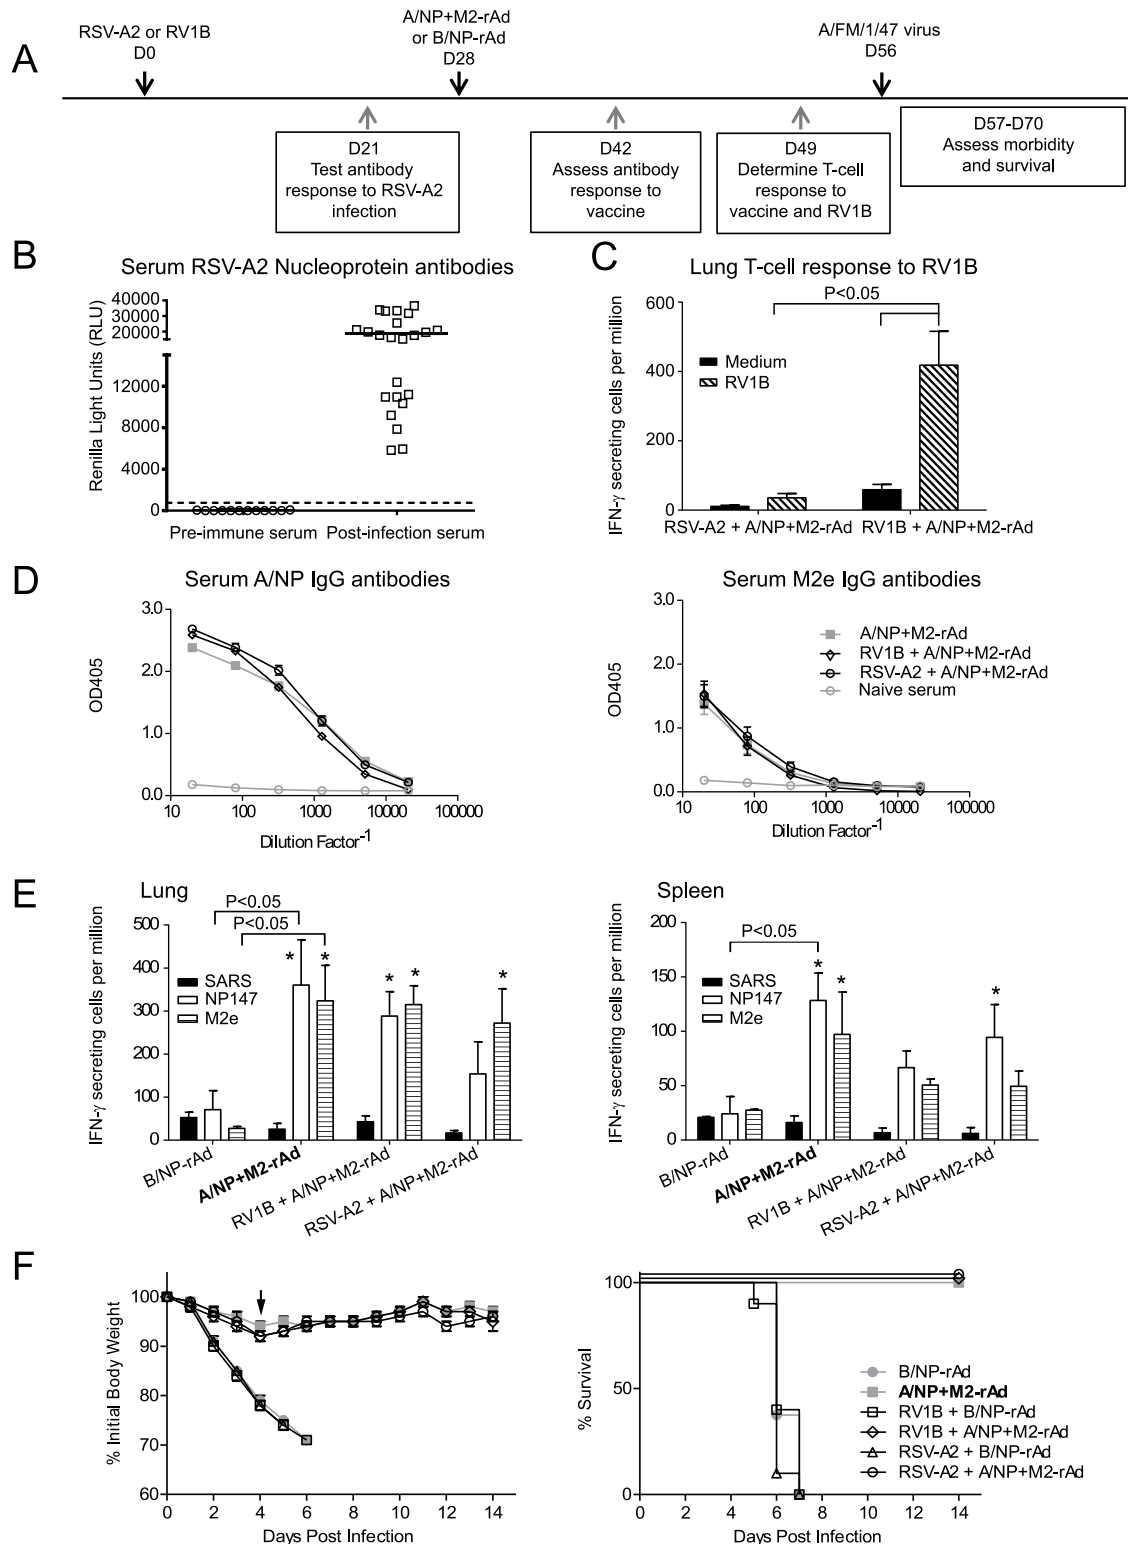 A
RSV-A2 or RV1B
D0
A/NP+M2-rAd
or B/NP-rAd
D28
A/FM/1/47 virus
D56
D21
Test antibody
response to RSV-A2
infection
D42
Assess antibody
response to
vaccine
D49
Determine T-cell
response to
vaccine and RV1B
D57-D70
Assess morbidity
and survival
B
Serum RSV-A2 Nucleoprotein antibodies
Renilla Light Units (RLU)
40000
30000
20000
12000
8000
4000
0
Pre-immune serum
Post-infection serum
C
Lung T-cell response to RV1B
P<0.05
IFN-γ secreting cells per million
600
400
200
0
Medium
RV1B
RSV-A2 + A/NP+M2-rAd
RV1B + A/NP+M2-rAd
D
Serum A/NP IgG antibodies
OD405
3.0
2.0
1.0
0.0
10
100
1000
10000
100000
Dilution Factor-1
Serum M2e IgG antibodies
OD405
3.0
2.0
1.0
0.0
10
100
1000
10000
100000
Dilution Factor-1
A/NP+M2-rAd
RV1B + A/NP+M2-rAd
RSV-A2 + A/NP+M2-rAd
Naive serum
E
Lung
P<0.05
P<0.05
IFN-γ secreting cells per million
500
400
300
200
100
0
SARS
NP147
M2e
* *
* *
*
B/NP-rAd
A/NP+M2-rAd
RV1B + A/NP+M2-rAd
RSV-A2 + A/NP+M2-rAd
Spleen
P<0.05
IFN-γ secreting cells per million
200
150
100
50
0
SARS
NP147
M2e
* *
*
B/NP-rAd
A/NP+M2-rAd
RV1B + A/NP+M2-rAd
RSV-A2 + A/NP+M2-rAd
F
% Initial Body Weight
100
90
80
70
60
0 2 4 6 8 10 12 14
Days Post Infection
% Survival
100
50
0
0 2 4 6 8 10 12 14
Days Post Infection
B/NP-rAd
A/NP+M2-rAd
RV1B + B/NP-rAd
RV1B + A/NP+M2-rAd
RSV-A2 + B/NP-rAd
RSV-A2 + A/NP+M2-rAd